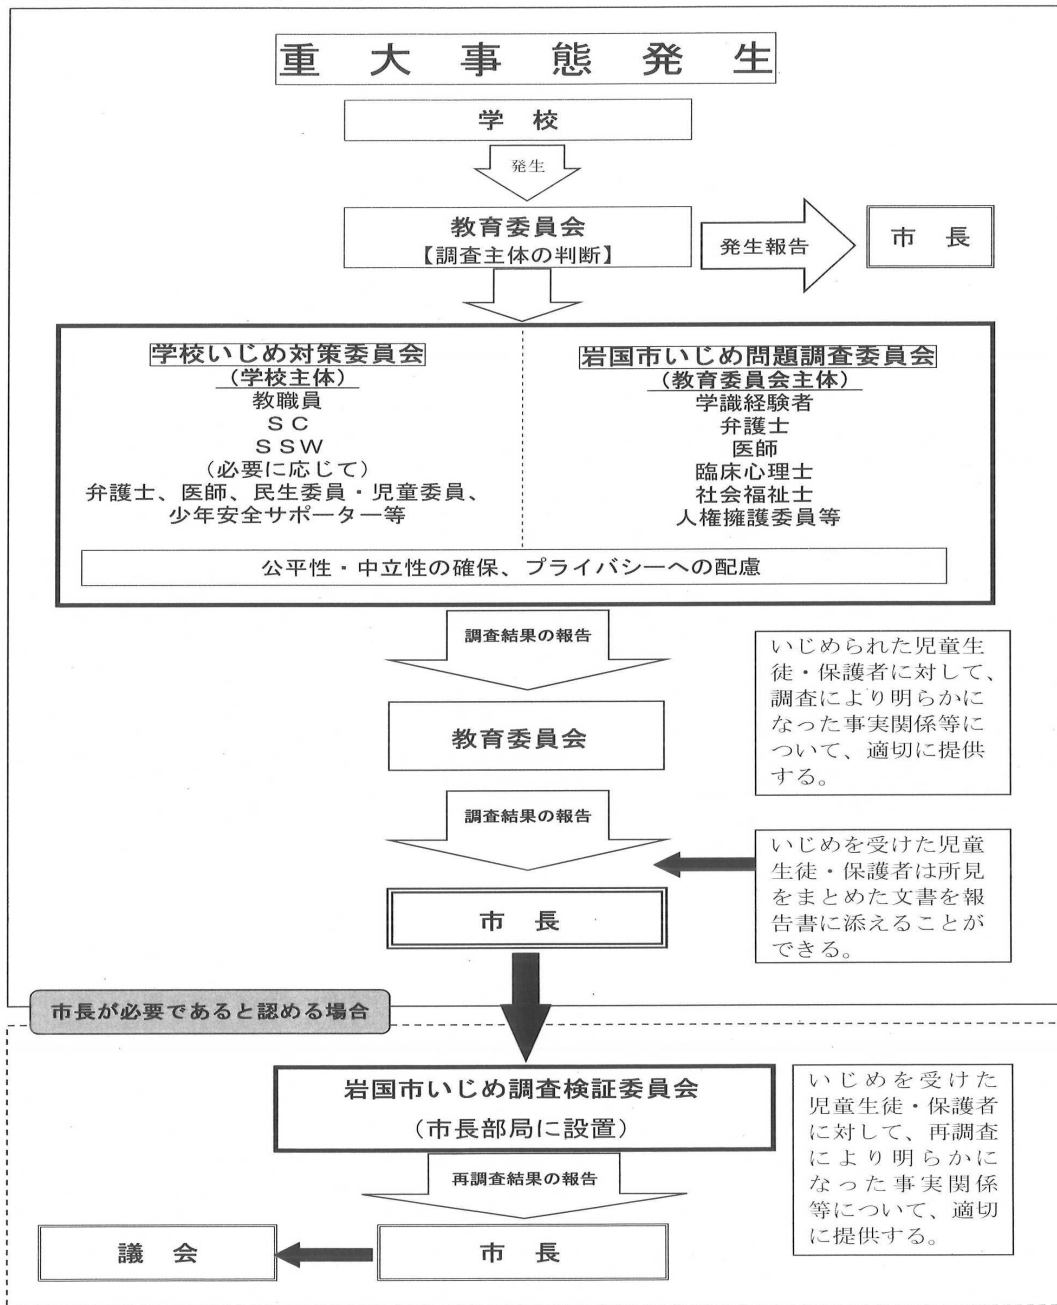 重大事態発生
学校
発生
教育委員会
【調査主体の判断】
発生報告
市長
学校いじめ対策委員会
(学校主体)
教職員
SC
SSW
(必要に応じて)
弁護士、医師、民生委員・児童委員、
少年安全サポーター等
岩国市いじめ問題調査委員会
(教育委員会主体)
学識経験者
弁護士
医師
臨床心理士
社会福祉士
人権擁護委員等
公平性・中立性の確保、プライバシーへの配慮
調査結果の報告
いじめられた児童生
徒・保護者に対して、
調査により明らかに
なった事実関係等に
ついて、適切に提供
する。
教育委員会
調査結果の報告
いじめを受けた児童
生徒・保護者は所見
をまとめた文書を報
告書に添えることが
できる。
市長
市長が必要であると認める場合
岩国市いじめ調査検証委員会
(市長部局に設置)
いじめを受けた
児童生徒・保護者
に対して、再調査
により明らかに
なった事実関係
等について、適切
に提供する。
再調査結果の報告
議会
市長